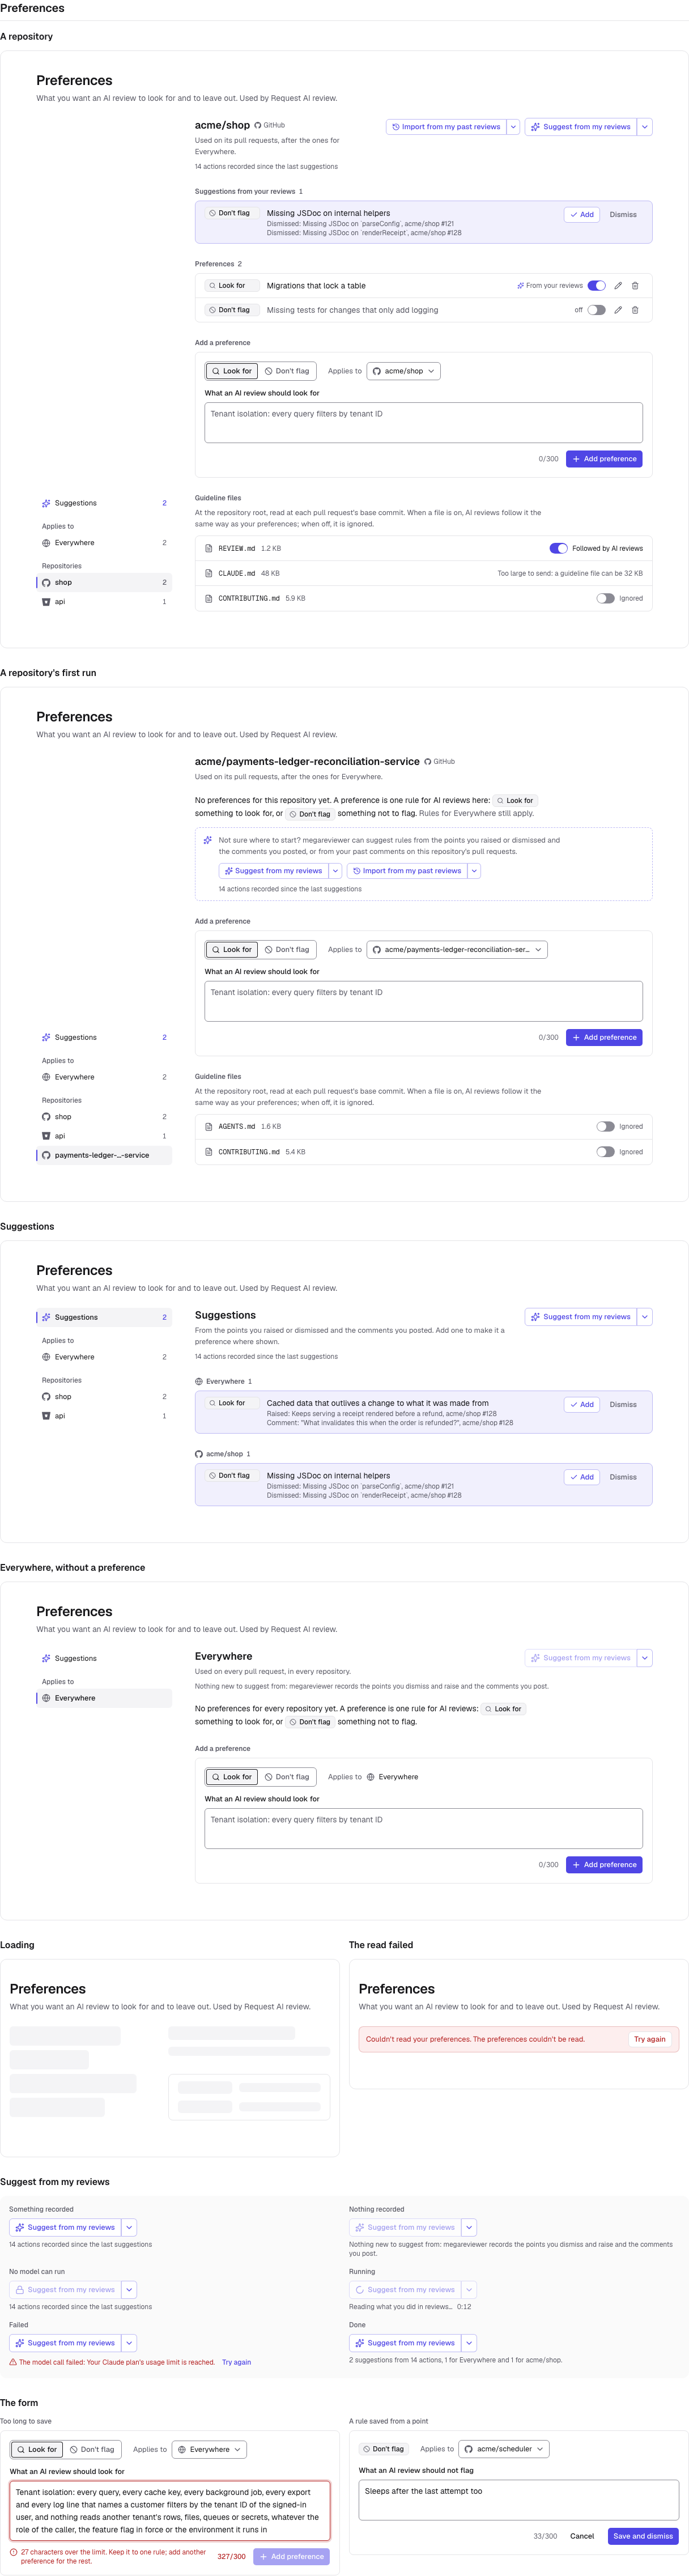 Preferences
A repository
Preferences
What you want an AI review to look for and to leave out. Used by Request AI review.
acme/shop GitHub
Import from my past reviews
Suggest from my reviews
Used on its pull requests, after the ones for
Everywhere.
14 actions recorded since the last suggestions
Suggestions from your reviews 1
Don't flag
Missing JSDoc on internal helpers
Dismissed: Missing JSDoc on `parseConfig`, acme/shop #121
Dismissed: Missing JSDoc on `renderReceipt`, acme/shop #128
Add
Dismiss
Preferences 2
Look for
Migrations that lock a table
From your reviews
Don't flag
Missing tests for changes that only add logging
off
Add a preference
Look for
Don't flag
Applies to
acme/shop
What an AI review should look for
Tenant isolation: every query filters by tenant ID
0/300
Add preference
Suggestions 2
Applies to
Everywhere 2
Repositories
shop 2
api 1
Guideline files
At the repository root, read at each pull request's base commit. When a file is on, AI reviews follow it the
same way as your preferences; when off, it is ignored.
REVIEW.md 1.2 KB
Followed by AI reviews
CLAUDE.md 48 KB
Too large to send: a guideline file can be 32 KB
CONTRIBUTING.md 5.9 KB
Ignored
A repository's first run
Preferences
What you want an AI review to look for and to leave out. Used by Request AI review.
acme/payments-ledger-reconciliation-service GitHub
Used on its pull requests, after the ones for Everywhere.
No preferences for this repository yet. A preference is one rule for AI reviews here: Look for
something to look for, or Don't flag something not to flag. Rules for Everywhere still apply.
Not sure where to start? megareviewer can suggest rules from the points you raised or dismissed and
the comments you posted, or from your past comments on this repository's pull requests.
Suggest from my reviews
Import from my past reviews
14 actions recorded since the last suggestions
Add a preference
Look for
Don't flag
Applies to
acme/payments-ledger-reconciliation-ser...
What an AI review should look for
Tenant isolation: every query filters by tenant ID
0/300
Add preference
Suggestions 2
Applies to
Everywhere 2
Repositories
shop 2
api 1
payments-ledger-...-service
Guideline files
At the repository root, read at each pull request's base commit. When a file is on, AI reviews follow it the
same way as your preferences; when off, it is ignored.
AGENTS.md 1.6 KB
Ignored
CONTRIBUTING.md 5.4 KB
Ignored
Suggestions
Preferences
What you want an AI review to look for and to leave out. Used by Request AI review.
Suggestions 2
Applies to
Everywhere 2
Repositories
shop 2
api 1
Suggestions
Suggest from my reviews
From the points you raised or dismissed and the comments you posted. Add one to make it a
preference where shown.
14 actions recorded since the last suggestions
Everywhere 1
Look for
Cached data that outlives a change to what it was made from
Raised: Keeps serving a receipt rendered before a refund, acme/shop #128
Comment: "What invalidates this when the order is refunded?", acme/shop #128
Add
Dismiss
acme/shop 1
Don't flag
Missing JSDoc on internal helpers
Dismissed: Missing JSDoc on `parseConfig`, acme/shop #121
Dismissed: Missing JSDoc on `renderReceipt`, acme/shop #128
Add
Dismiss
Everywhere, without a preference
Preferences
What you want an AI review to look for and to leave out. Used by Request AI review.
Suggestions
Applies to
Everywhere
Everywhere
Suggest from my reviews
Used on every pull request, in every repository.
Nothing new to suggest from: megareviewer records the points you dismiss and raise and the comments you post.
No preferences for every repository yet. A preference is one rule for AI reviews: Look for
something to look for, or Don't flag something not to flag.
Add a preference
Look for
Don't flag
Applies to
Everywhere
What an AI review should look for
Tenant isolation: every query filters by tenant ID
0/300
Add preference
Loading
Preferences
What you want an AI review to look for and to leave out. Used by Request AI review.
The read failed
Preferences
What you want an AI review to look for and to leave out. Used by Request AI review.
Couldn't read your preferences. The preferences couldn't be read.
Try again
Suggest from my reviews
Something recorded
Suggest from my reviews
14 actions recorded since the last suggestions
Nothing recorded
Suggest from my reviews
Nothing new to suggest from: megareviewer records the points you dismiss and raise and the comments
you post.
No model can run
Suggest from my reviews
14 actions recorded since the last suggestions
Running
Suggest from my reviews
Reading what you did in reviews... 0:12
Failed
Suggest from my reviews
The model call failed: Your Claude plan's usage limit is reached. Try again
Done
Suggest from my reviews
2 suggestions from 14 actions, 1 for Everywhere and 1 for acme/shop.
The form
Too long to save
Look for
Don't flag
Applies to
Everywhere
What an AI review should look for
Tenant isolation: every query, every cache key, every background job, every export
and every log line that names a customer filters by the tenant ID of the signed-in
user, and nothing reads another tenant's rows, files, queues or secrets, whatever the
role of the caller, the feature flag in force or the environment it runs in
27 characters over the limit. Keep it to one rule; add another
preference for the rest.
327/300
Add preference
A rule saved from a point
Don't flag
Applies to
acme/scheduler
What an AI review should not flag
Sleeps after the last attempt too
33/300
Cancel
Save and dismiss